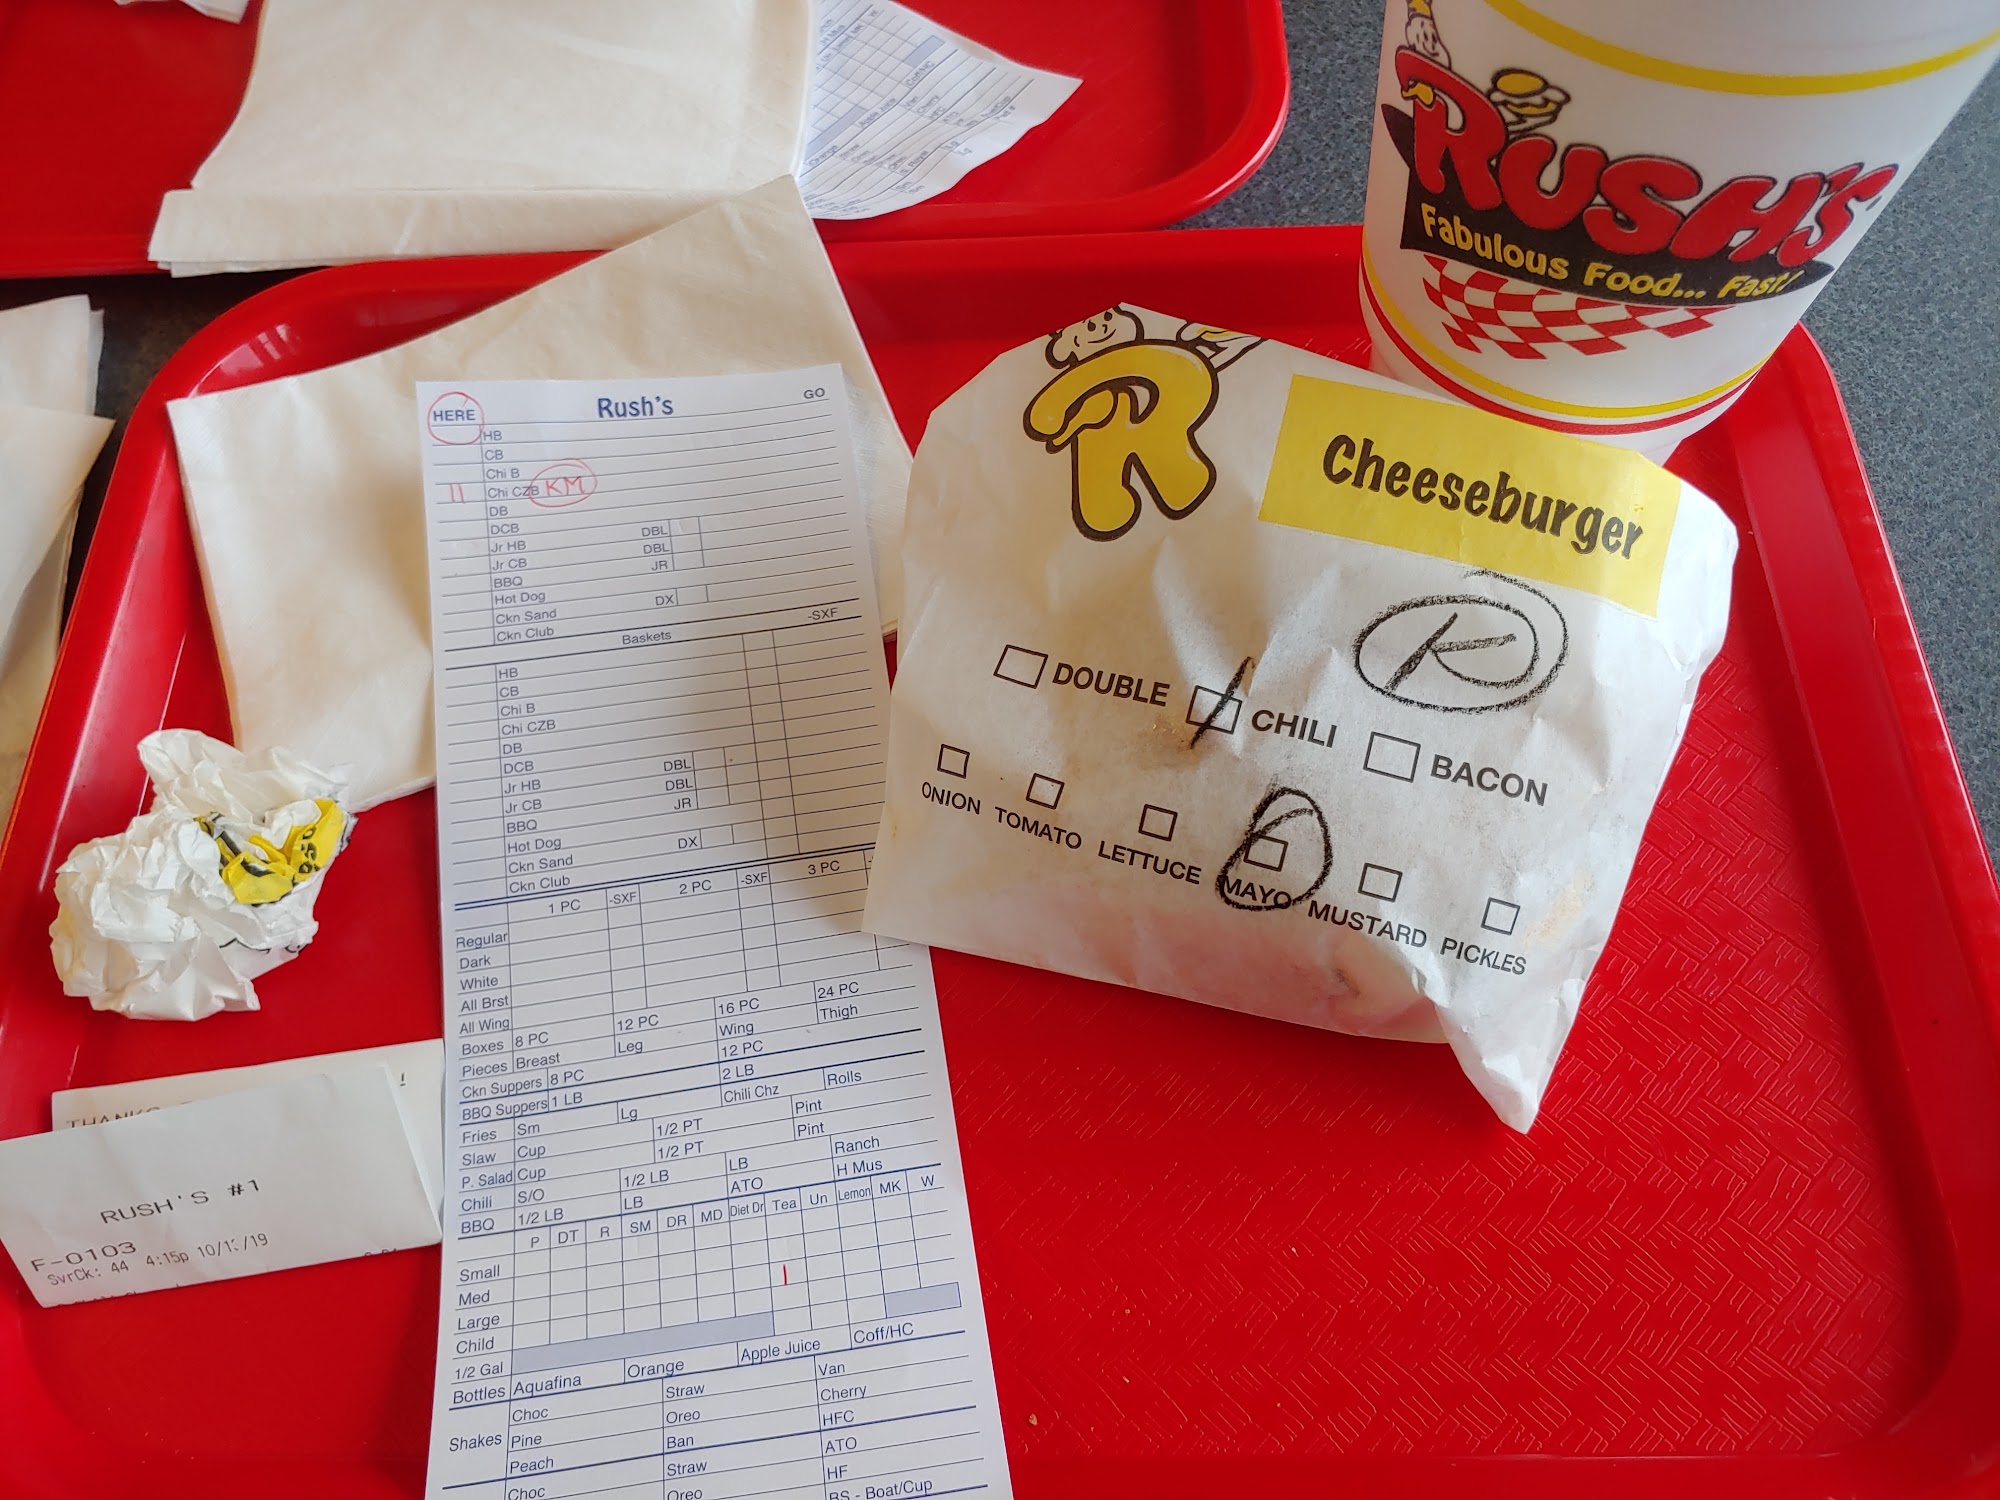 HERE Rush's GO
HB
CB
Chi B
11 Chi CZB KM
DB
DCB DBL
Jr HB DBL
Jr CB JR
BBQ
Hot Dog
Ckn Sand DX
Ckn Club
Baskets -SXF
HB
CB
Chi B
Chi CZB
DB
DCB DBL
Jr HB DBL
Jr CB JR
BBQ
Hot Dog
Ckn Sand DX
Ckn Club
1 PC -SXF 2 PC -SXF 3 PC
Regular
Dark
White
All Brst
All Wing
Boxes 8 PC 12 PC 16 PC 24 PC
Pieces Breast Leg Wing Thigh
Ckn Suppers 8 PC 12 PC
BBQ Suppers 1 LB 2 LB
Fries Sm Lg Chili Chz Rolls
Slaw Cup 1/2 PT Pint
P. Salad Cup 1/2 PT Pint
Chili S/O 1/2 LB LB Ranch
BBQ 1/2 LB LB ATO H Mus
P DT R SM DR MD Diet Dr Tea Un Lemon MK W
Small
Med
Large
Child
1/2 Gal
Bottles Aquafina Orange Apple Juice Coff/HC
Shakes
Choc Straw Van
Pine Oreo Cherry
Peach Ban HFC
Choc Straw ATO
Oreo HF
BS - Boat/Cup
RUSH'S
Fabulous Food... Fast!
R
Cheeseburger
K
DOUBLE CHILI BACON
ONION TOMATO LETTUCE MAYO MUSTARD PICKLES
THANKS
RUSH'S #1
F-0103
SvrCk: 44 4:15p